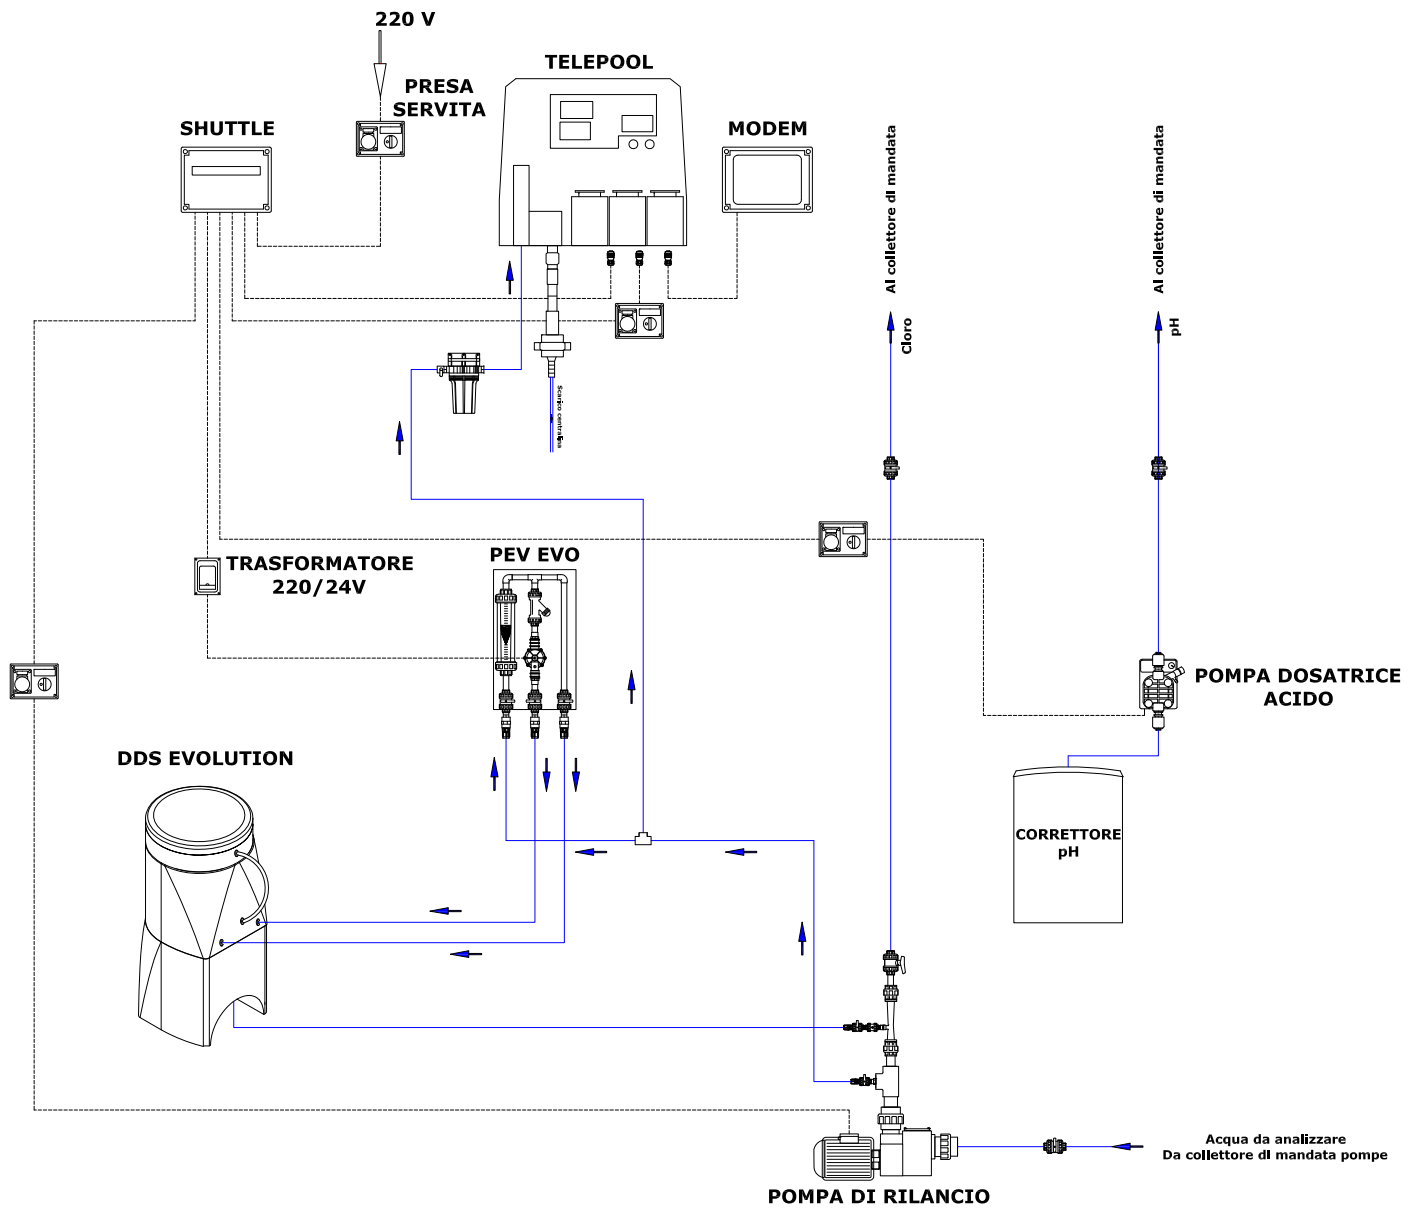 220 V
TELEPOOL
PRESA
SERVITA
SHUTTLE
MODEM
Al collettore di mandata
Al collettore di mandata
Cloro
pH
Scarico centralina
PEV EVO
TRASFORMATORE
220/24V
POMPA DOSATRICE
ACIDO
DDS EVOLUTION
CORRETTORE
pH
Acqua da analizzare
Da collettore di mandata pompe
POMPA DI RILANCIO